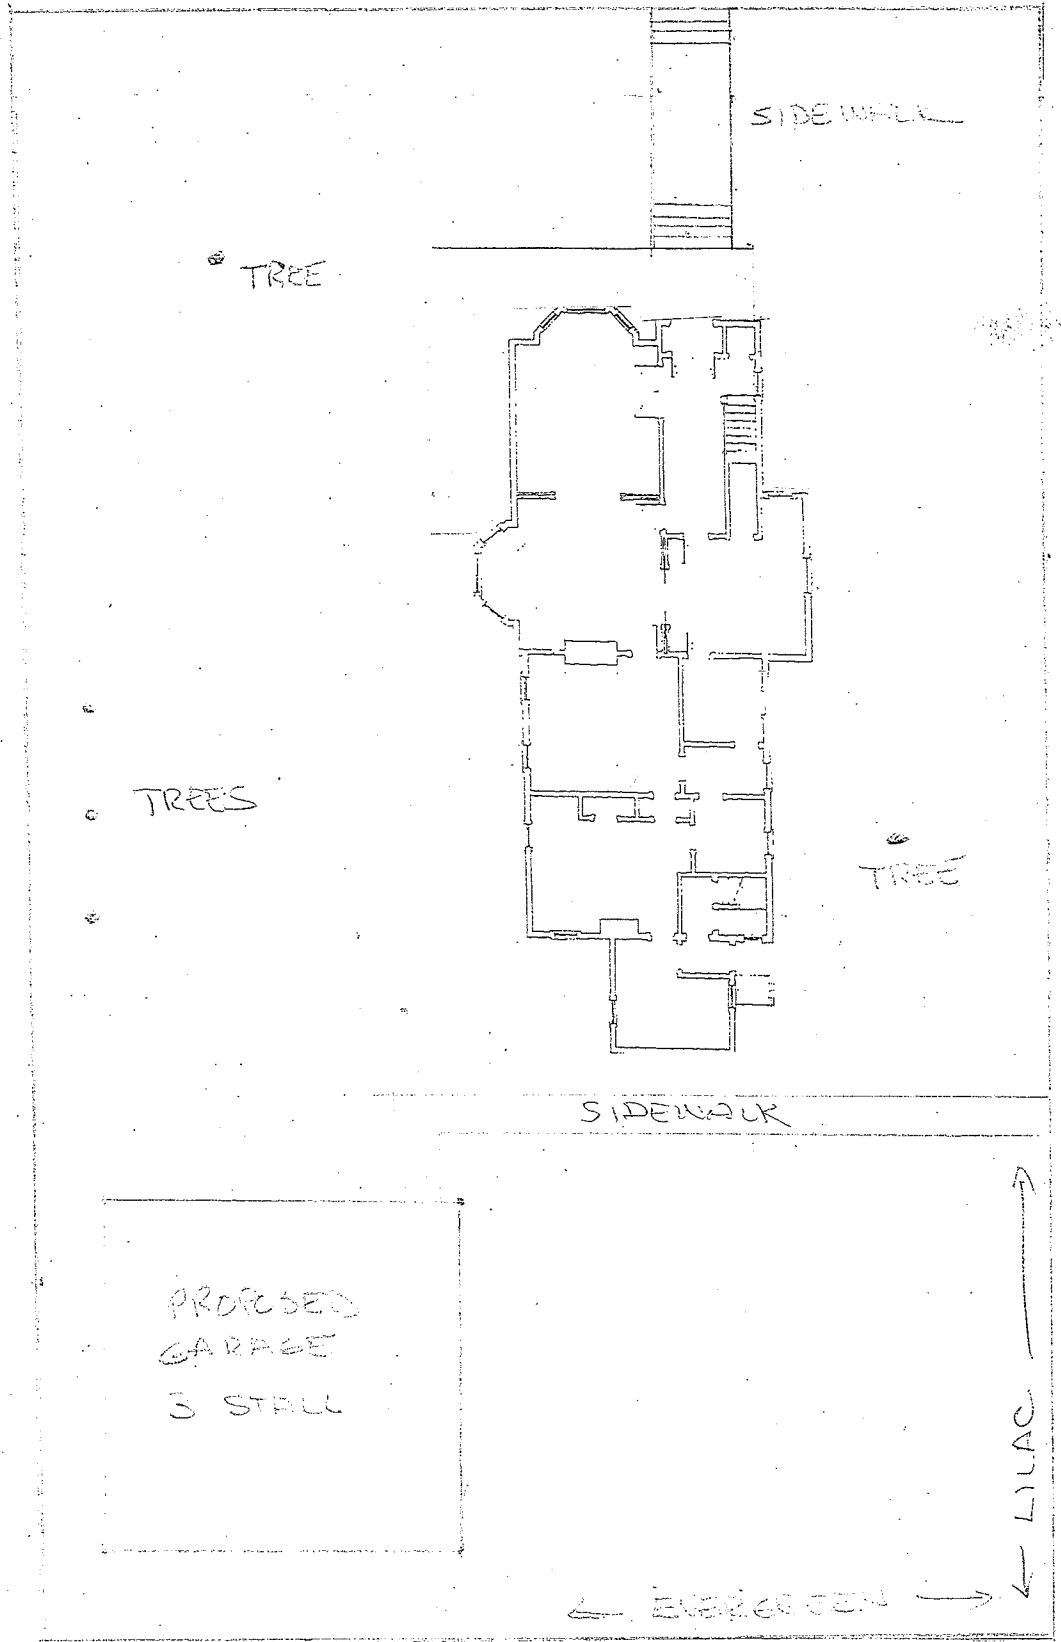 SIDEWALK
TREE
TREES
TREE
SIDEWALK
PROPOSED
GARAGE
3 STALL
LILAC
EVERGREEN